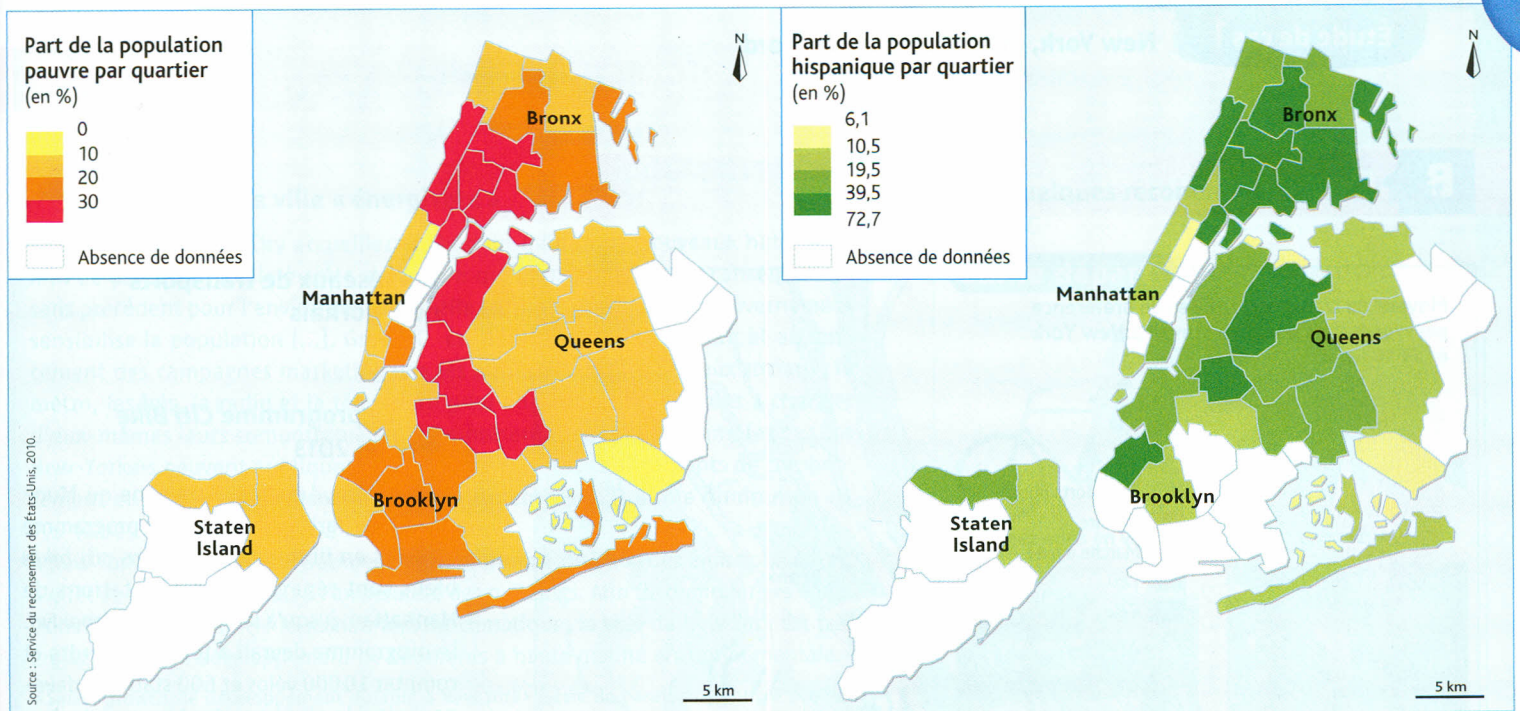 Part de la population
pauvre par quartier
(en %)
0
10
20
30
Absence de données
N
Bronx
Manhattan
Queens
Brooklyn
Staten
Island
5 km
Source : Service du recensement des États-Unis, 2010.
Part de la population
hispanique par quartier
(en %)
6,1
10,5
19,5
39,5
72,7
Absence de données
N
Bronx
Manhattan
Queens
Brooklyn
Staten
Island
5 km